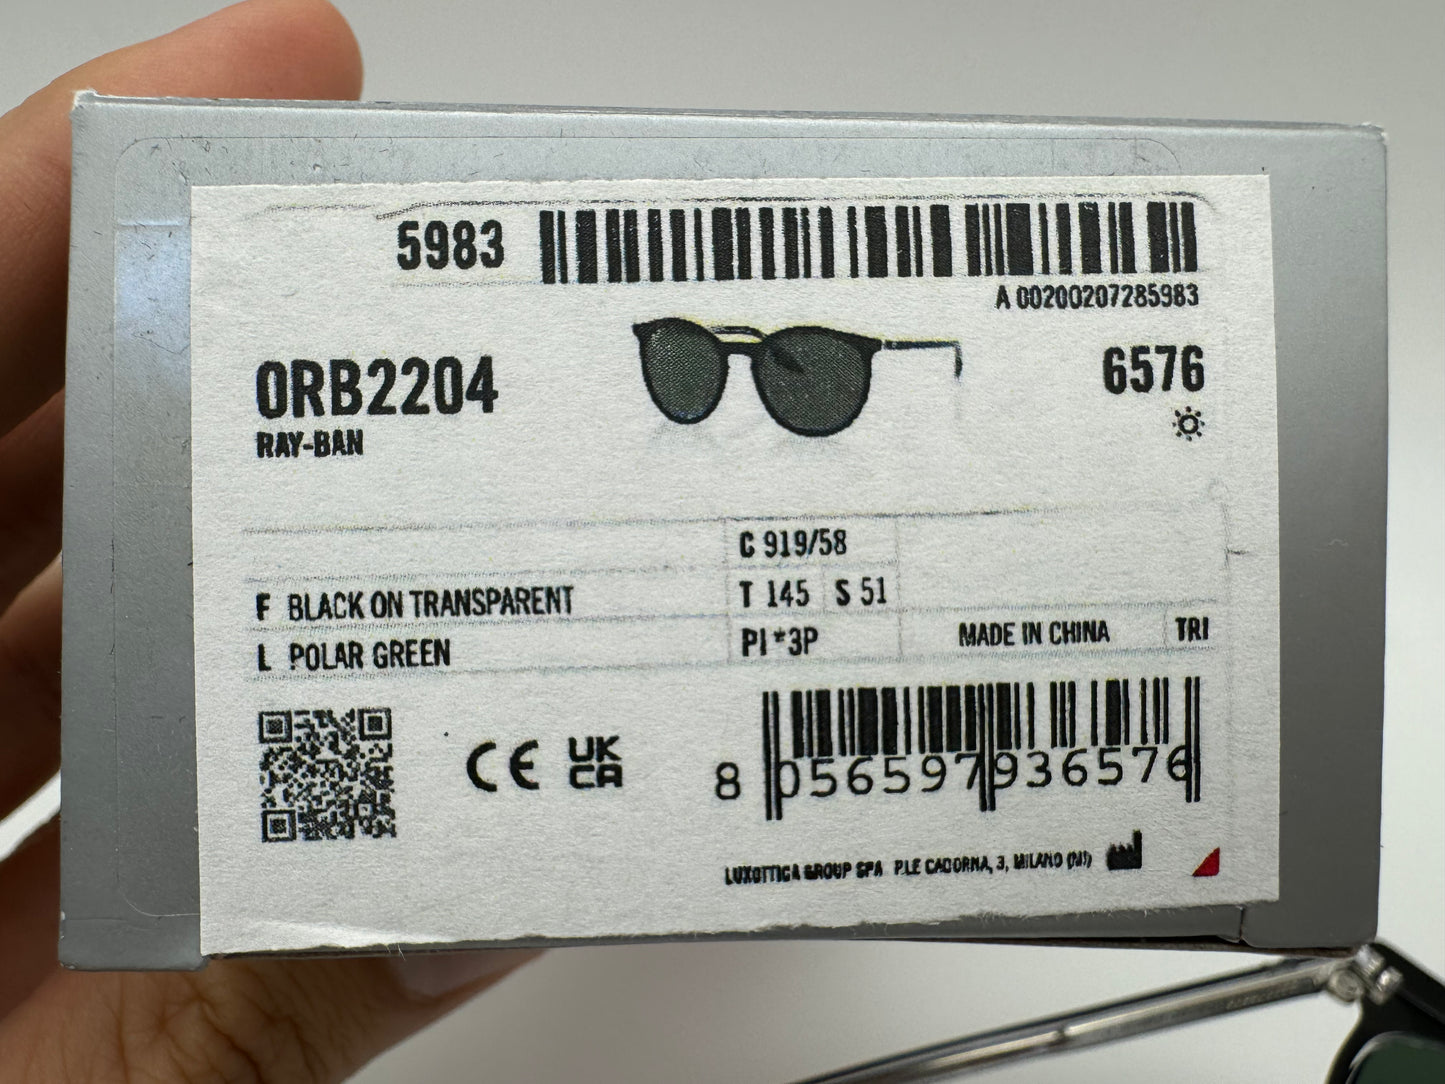 5983
A 00200207285983
0RB2204
RAY-BAN
6576
C 919/58
F BLACK ON TRANSPARENT
T 145 S 51
L POLAR GREEN
PI *3P
MADE IN CHINA
TRI
CE UK CA
8 056597 936576
LUXOTTICA GROUP SPA P.LE CADORNA, 3, MILANO (MI)